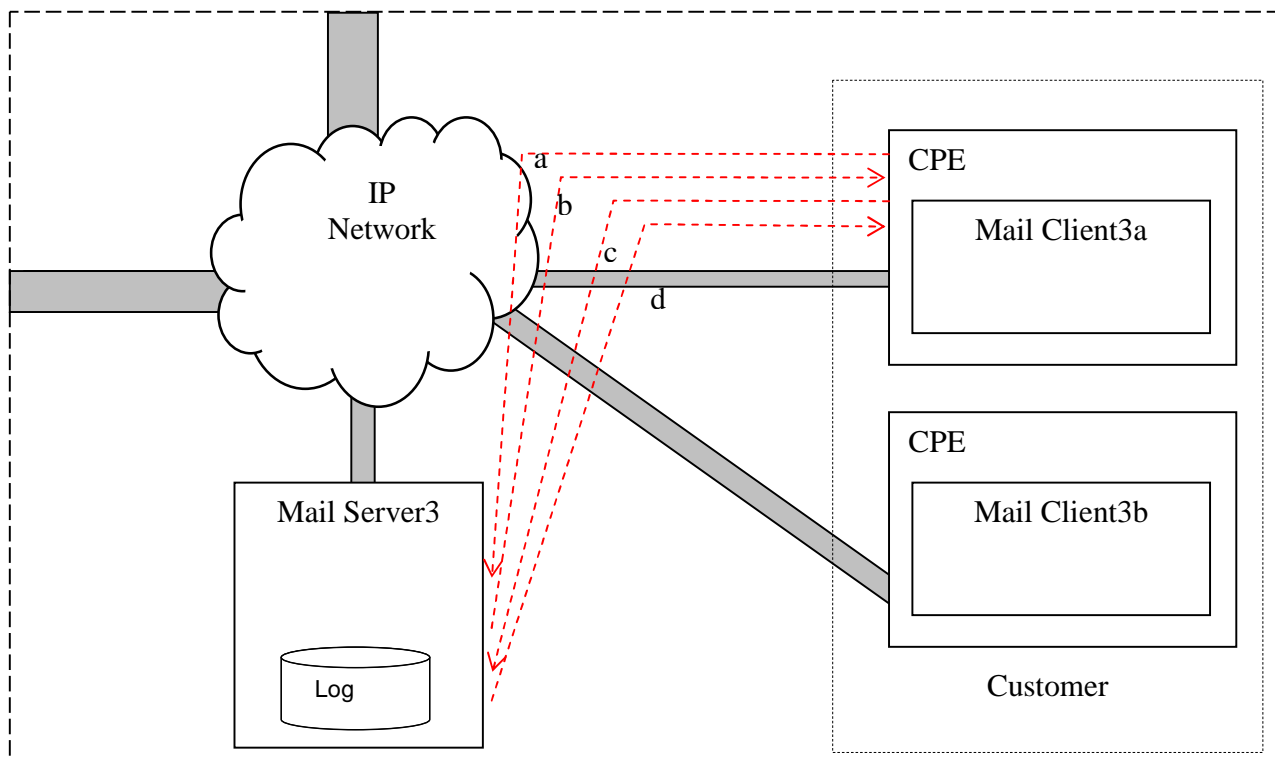 CPE
a
IP
Network
b
Mail Client3a
c
d
CPE
Mail Server3
Mail Client3b
Log
Customer